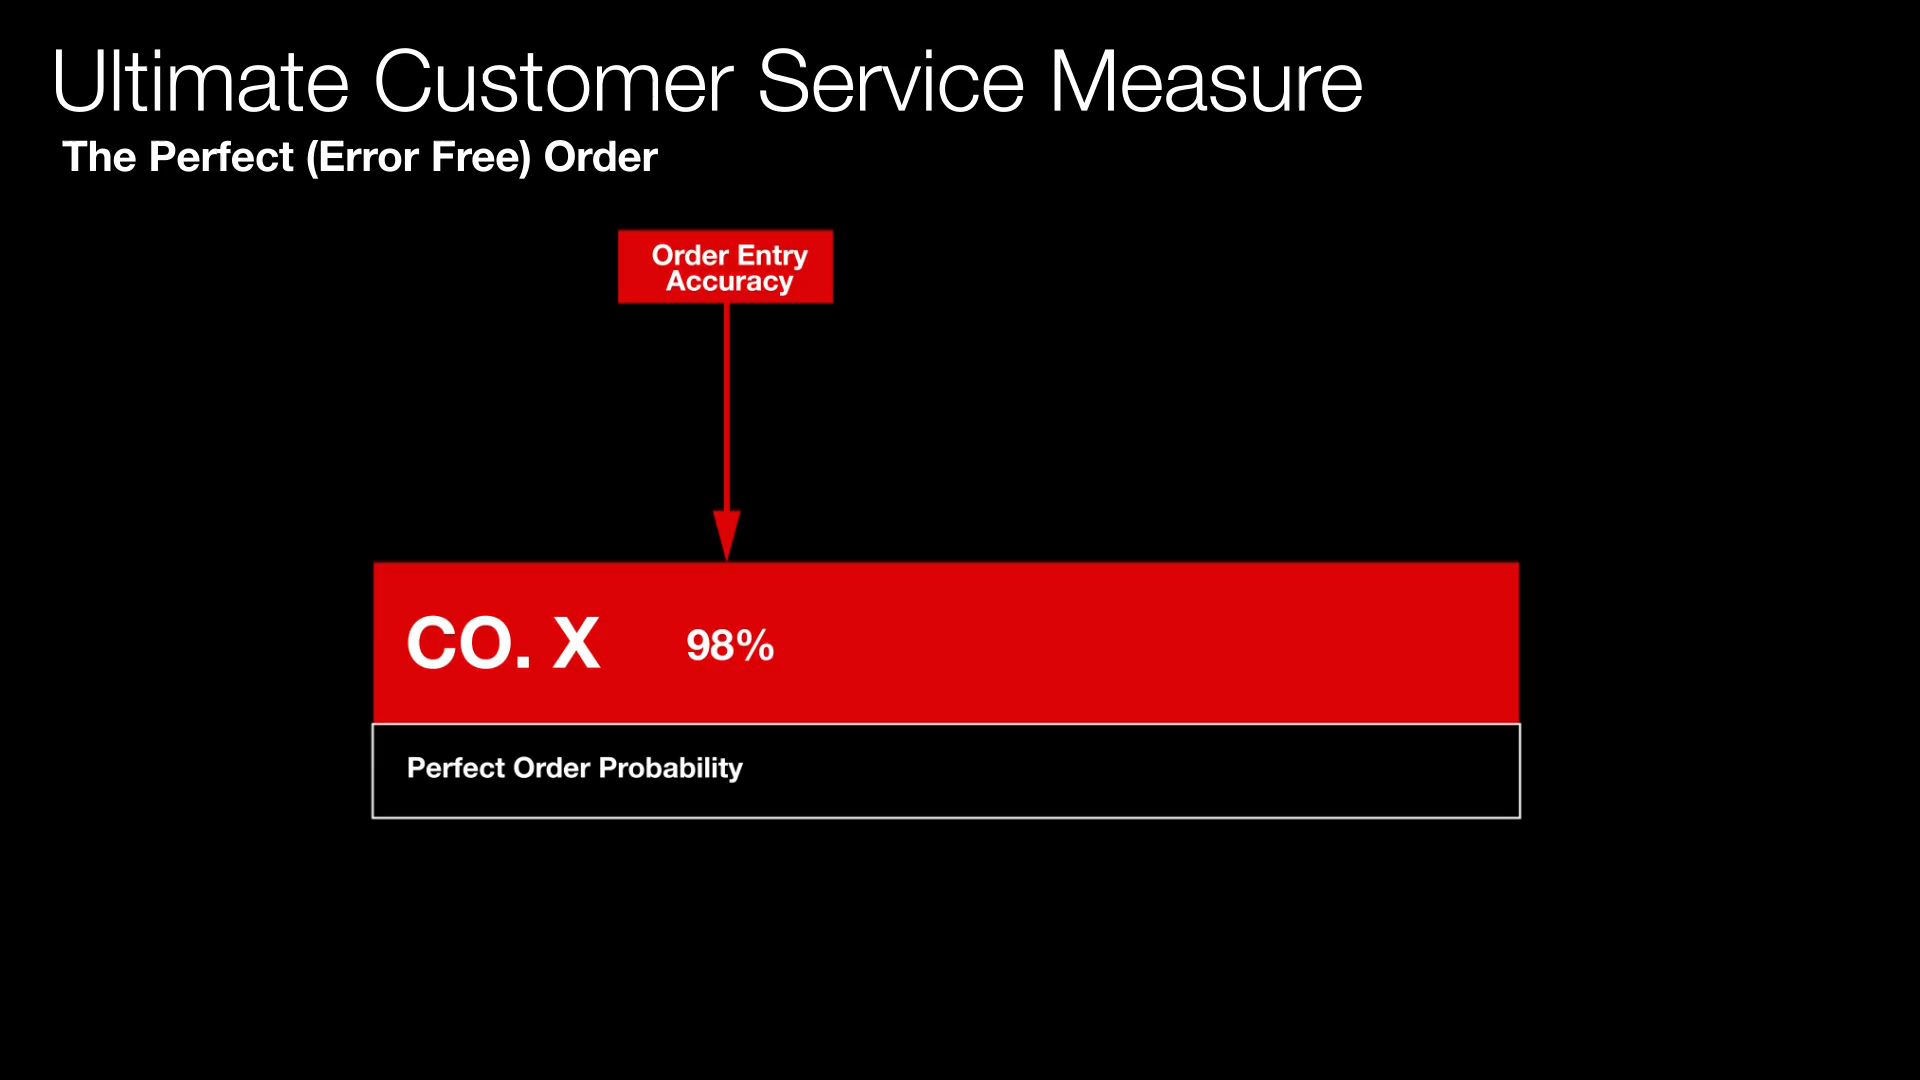 Ultimate Customer Service Measure
The Perfect (Error Free) Order
Order Entry
Accuracy
CO. X 98%
Perfect Order Probability